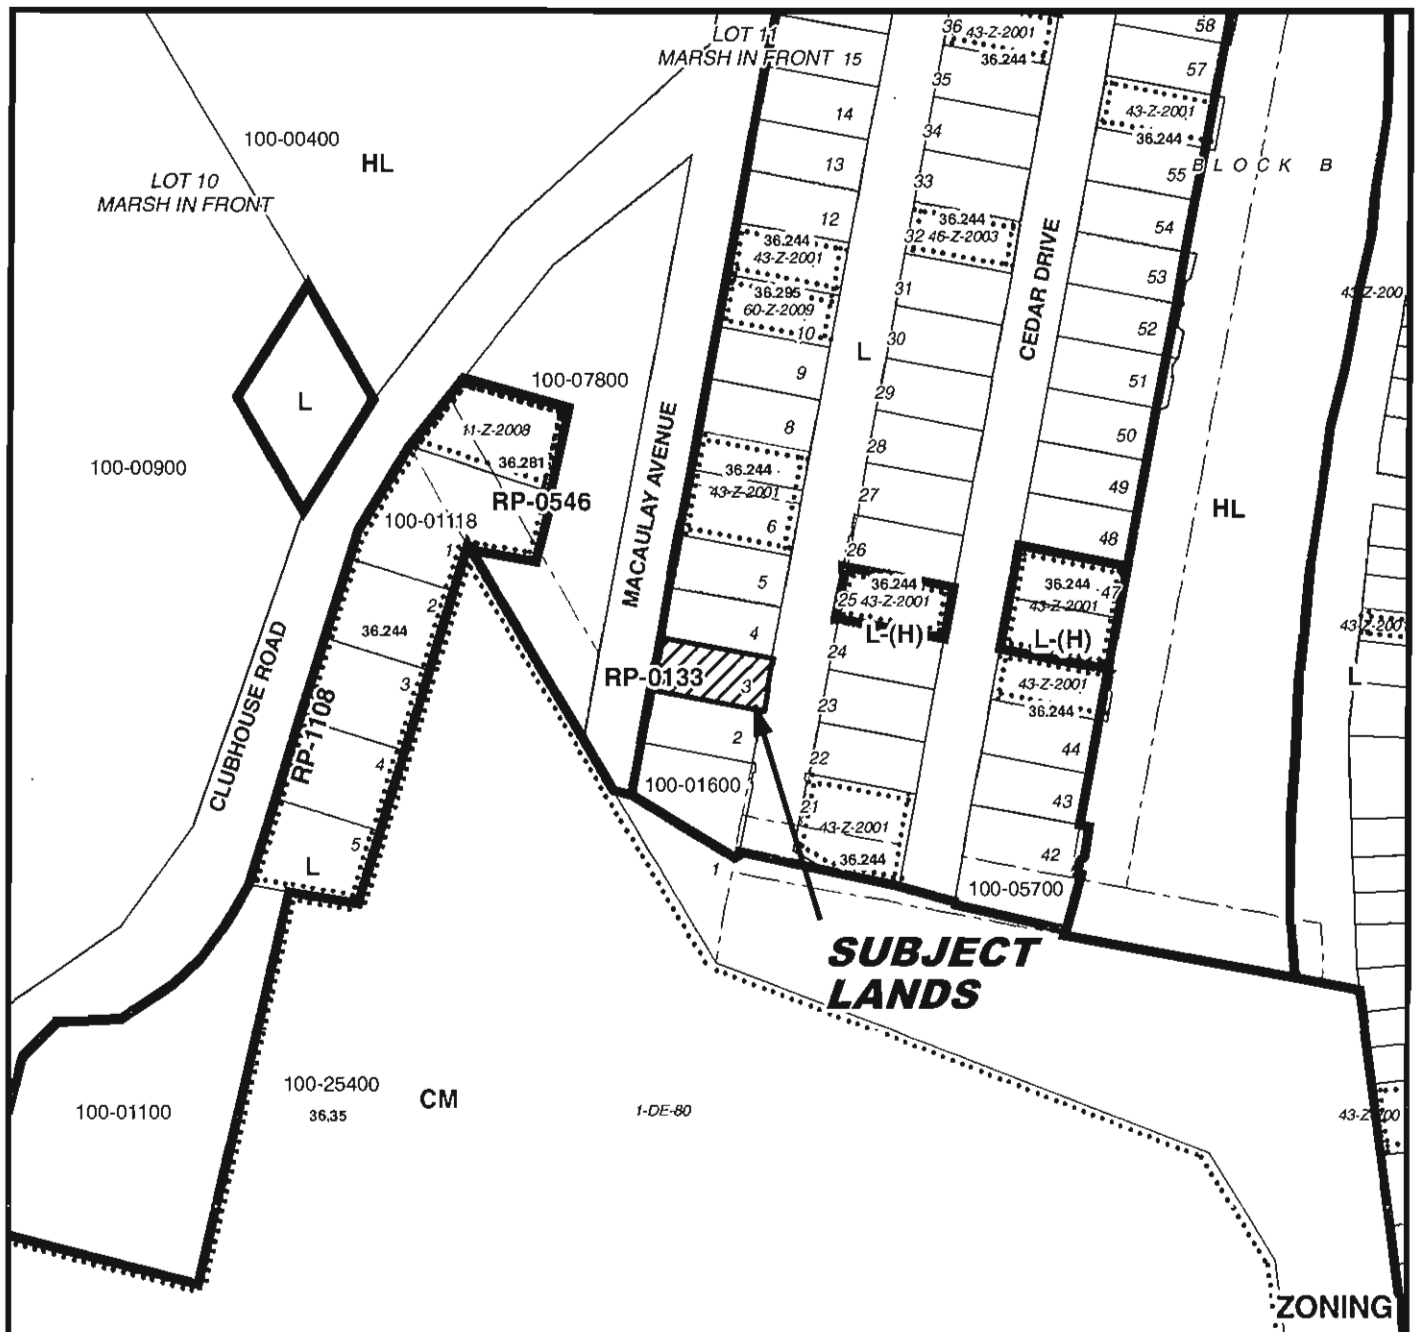 LOT 11
MARSH IN FRONT
36
43-Z-2001
36.244
58
57
15
35
43-Z-2001
36.244
14
34
100-00400
HL
13
33
55
BLOCK B
LOT 10
MARSH IN FRONT
12
36.244
32 46-Z-2003
54
36.244
43-Z-2001
53
36.295
60-Z-2009
31
43-Z-200
10
30
52
CEDAR DRIVE
L
9
29
51
100-07800
L
8
28
50
11-Z-2008
36.281
100-00900
36.244
43-Z-2001
27
49
RP-0546
HL
6
100-01118
MACAULAY AVENUE
26
48
1
5
36.244
25 43-Z-2001
L-(H)
36.244
47
43-Z-2001
L-(H)
2
36.244
4
24
43-Z-200
CLUBHOUSE ROAD
RP-0133
3
3
43-Z-2001
36.244
L
23
RP-1108
2
44
4
22
100-01600
21
43
43-Z-2001
36.244
5
42
L
1
100-05700
SUBJECT
LANDS
100-25400
36.35
CM
1-DE-80
100-01100
43-Z-200
ZONING